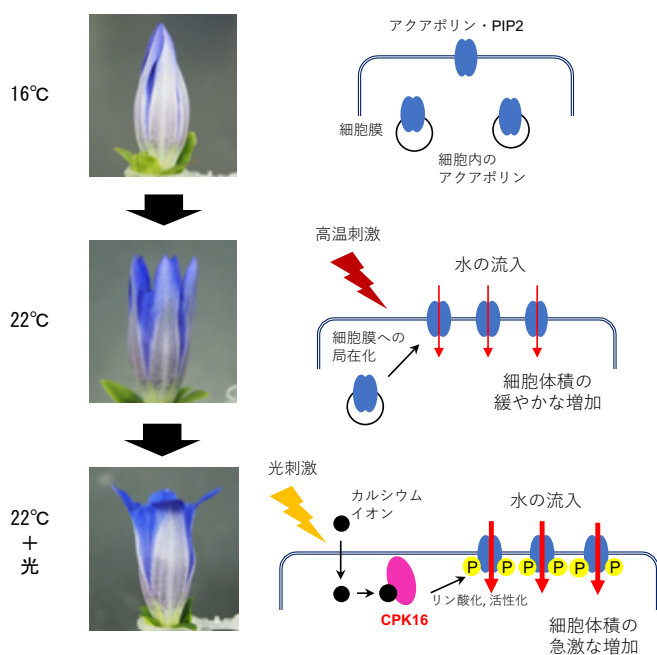 16℃
アクアポリン・PIP2
細胞膜
細胞内の
アクアポリン
22℃
高温刺激
水の流入
細胞膜への
局在化
細胞体積の
緩やかな増加
22℃
+
光
光刺激
カルシウム
イオン
水の流入
P P P P P P
CPK16
リン酸化, 活性化
細胞体積の
急激な増加